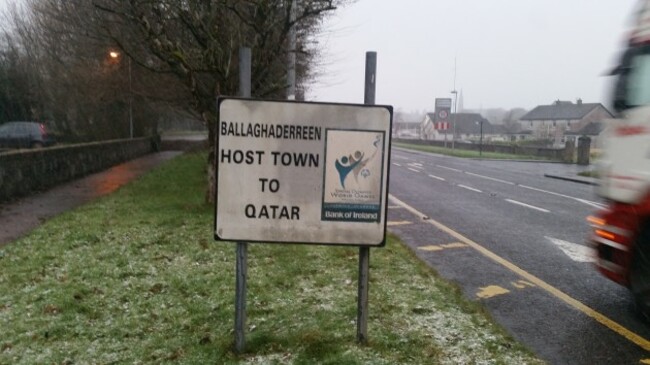 BALLAGHADERREEN
HOST TOWN
TO
QATAR
Bank of Ireland